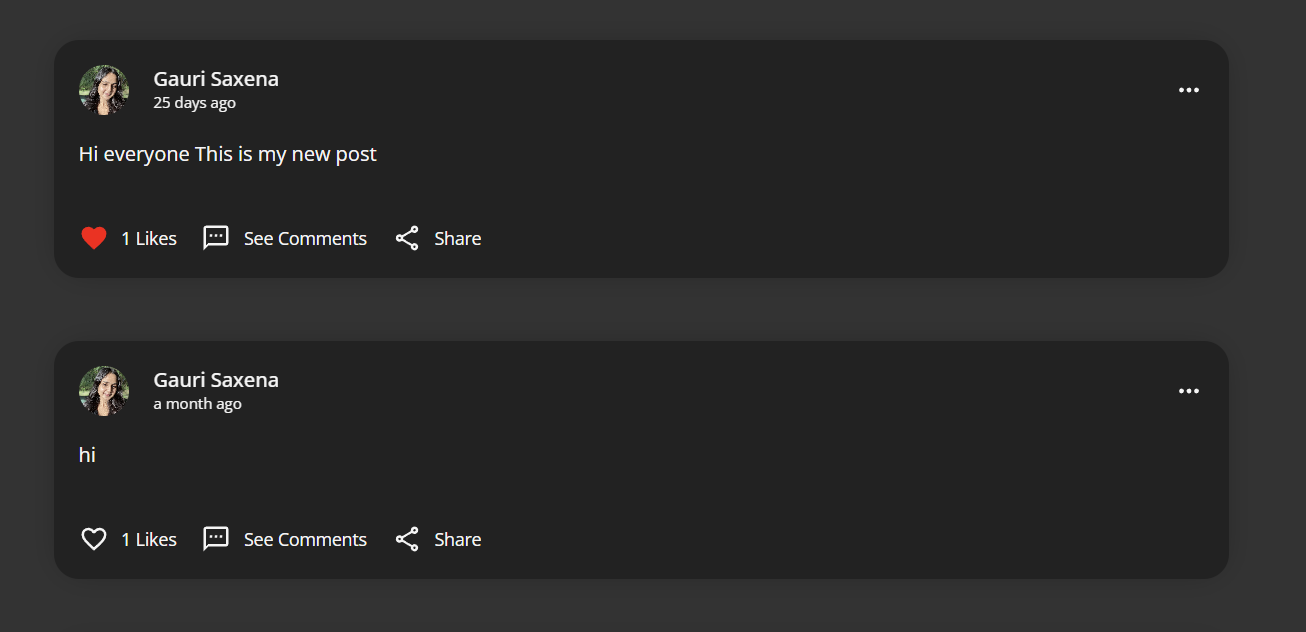 Gauri Saxena
25 days ago
Hi everyone This is my new post
1 Likes See Comments Share
Gauri Saxena
a month ago
hi
1 Likes See Comments Share